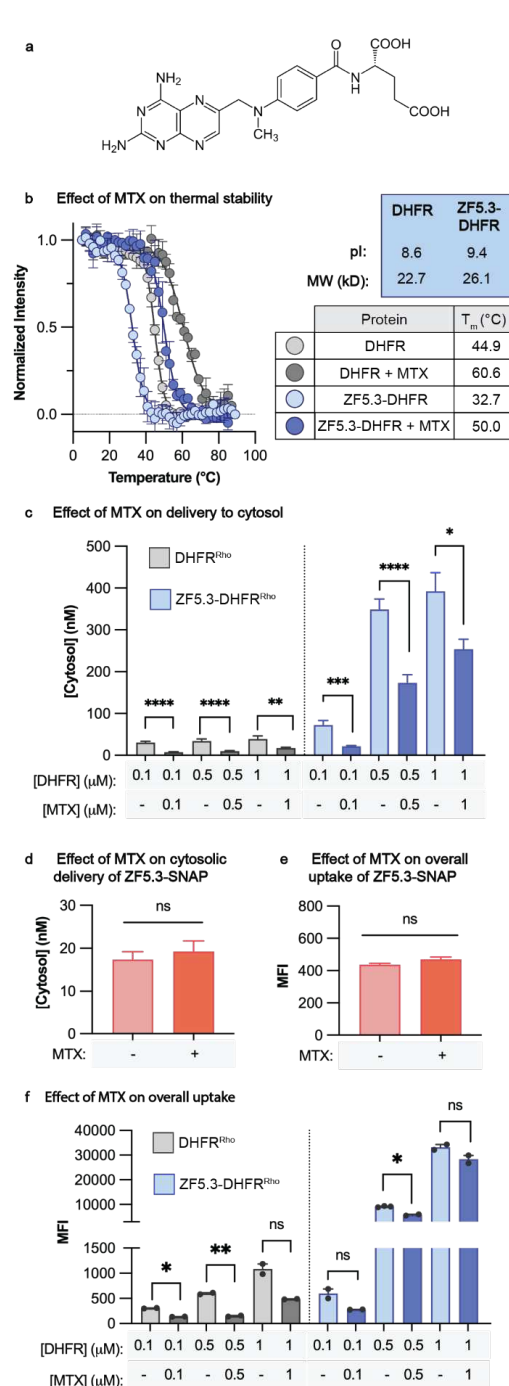 a
O
COOH
NH2
N
N
N
H
COOH
N
CH3
H2N
N
N
b Effect of MTX on thermal stability
DHFR ZF5.3-DHFR
pI: 8.6 9.4
MW (kD): 22.7 26.1
Protein Tm (°C)
DHFR 44.9
DHFR + MTX 60.6
ZF5.3-DHFR 32.7
ZF5.3-DHFR + MTX 50.0
Normalized Intensity
1.0
0.5
0.0
0 20 40 60 80 100
Temperature (°C)
c Effect of MTX on delivery to cytosol
[Cytosol] (nM)
500
400
300
200
100
0
DHFRRho
ZF5.3-DHFRRho
**** **** ** *** **** *
[DHFR] (μM): 0.1 0.1 0.5 0.5 1 1 0.1 0.1 0.5 0.5 1 1
[MTX] (μM): - 0.1 - 0.5 - 1 - 0.1 - 0.5 - 1
d Effect of MTX on cytosolic
delivery of ZF5.3-SNAP
[Cytosol] (nM)
30
20
10
0
ns
MTX: - +
e Effect of MTX on overall
uptake of ZF5.3-SNAP
MFI
800
600
400
200
0
ns
MTX: - +
f Effect of MTX on overall uptake
MFI
40000
30000
20000
10000
1500
1000
500
0
DHFRRho
ZF5.3-DHFRRho
* ** ns ns * ns
[DHFR] (μM): 0.1 0.1 0.5 0.5 1 1 0.1 0.1 0.5 0.5 1 1
[MTX] (μM): - 0.1 - 0.5 - 1 - 0.1 - 0.5 - 1